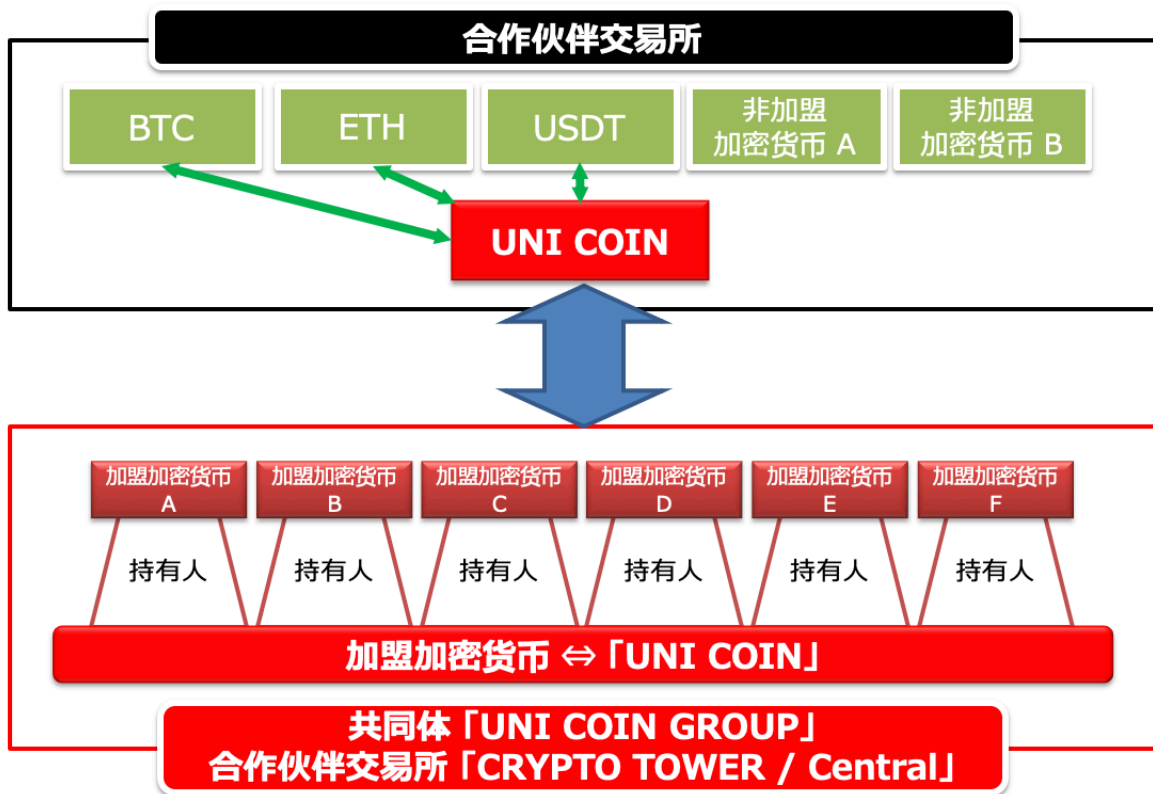 合作伙伴交易所
BTC
ETH
USDT
非加盟
加密货币 A
非加盟
加密货币 B
UNI COIN
加盟加密货币
A
加盟加密货币
B
加盟加密货币
C
加盟加密货币
D
加盟加密货币
E
加盟加密货币
F
持有人
持有人
持有人
持有人
持有人
持有人
加盟加密货币 ⇔「UNI COIN」
共同体「UNI COIN GROUP」
合作伙伴交易所「CRYPTO TOWER / Central」